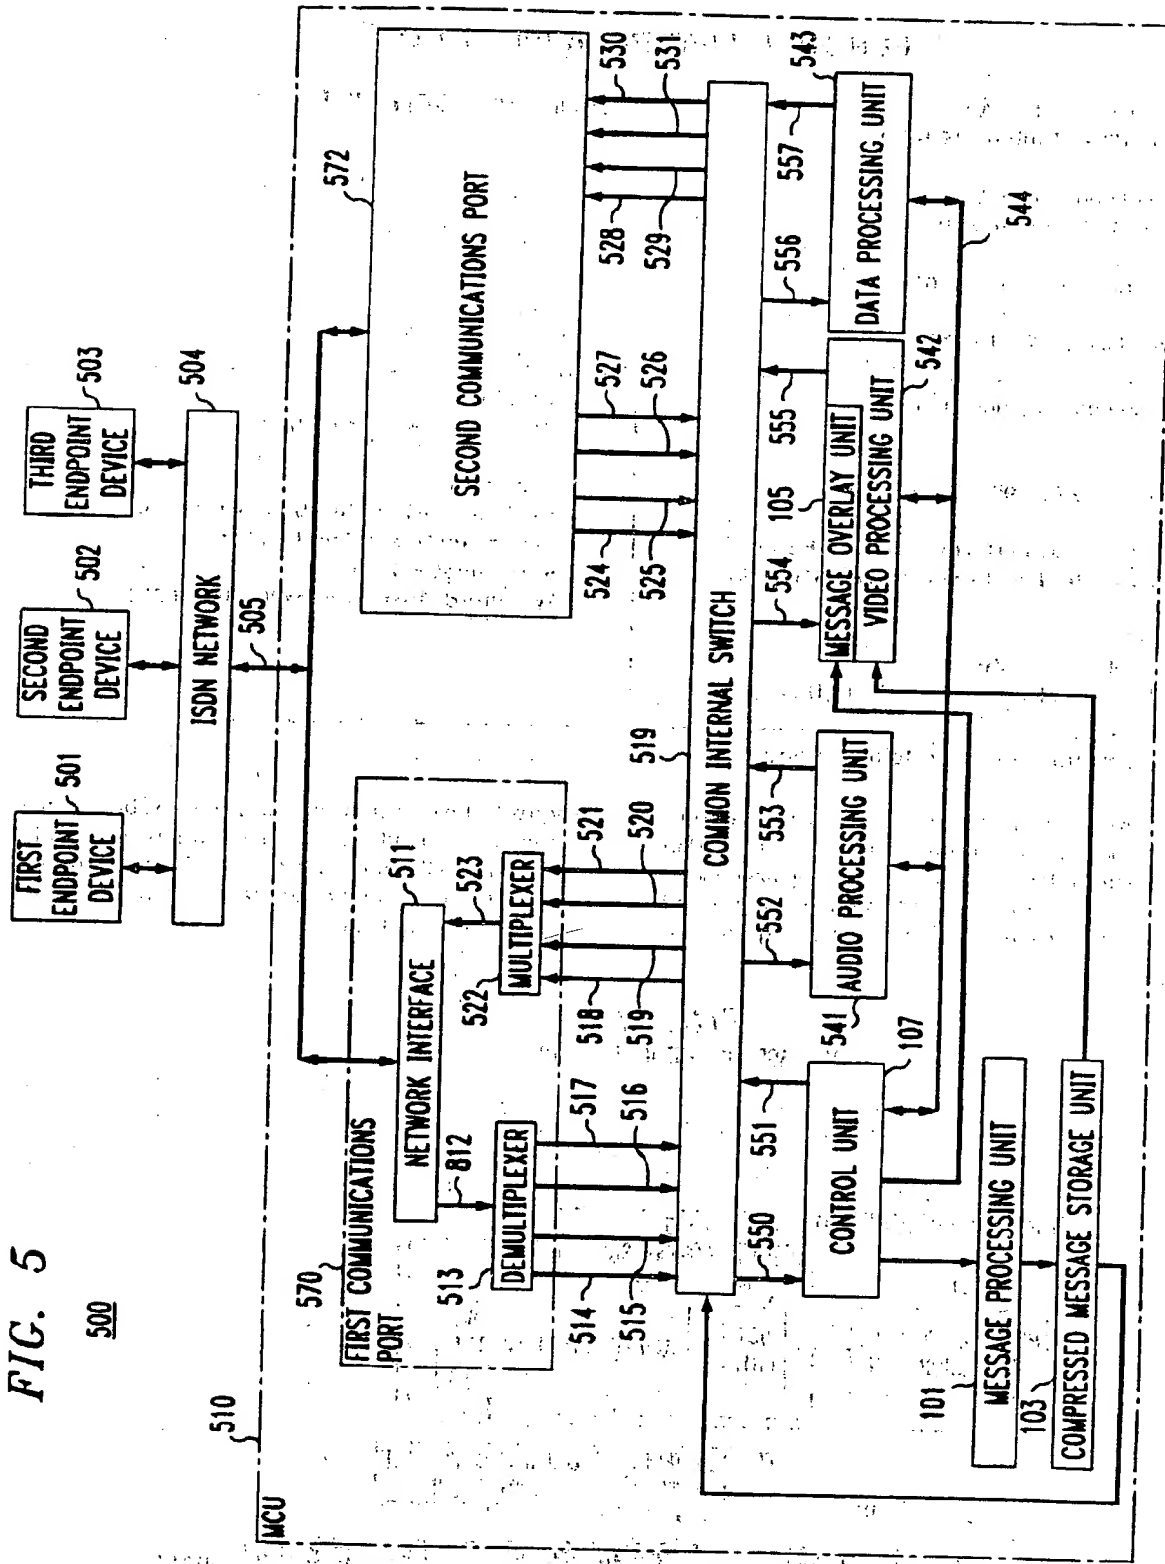 FIG. 5
500
FIRST
ENDPOINT
DEVICE
501
SECOND
ENDPOINT
DEVICE
502
THIRD
ENDPOINT
DEVICE
503
ISDN NETWORK
504
505
510
MCU
570
FIRST COMMUNICATIONS
PORT
NETWORK INTERFACE
511
812
523
513
DEMULTIPLEXER
522
MULTIPLEXER
572
SECOND COMMUNICATIONS PORT
514
515
517
516
518
519
521
520
524
525
527
526
528
529
530
531
519
COMMON INTERNAL SWITCH
550
551
552
553
554
555
556
557
CONTROL UNIT
107
541
AUDIO PROCESSING UNIT
105
MESSAGE OVERLAY UNIT
VIDEO PROCESSING UNIT
542
DATA PROCESSING UNIT
543
544
101
MESSAGE PROCESSING UNIT
103
COMPRESSED MESSAGE STORAGE UNIT